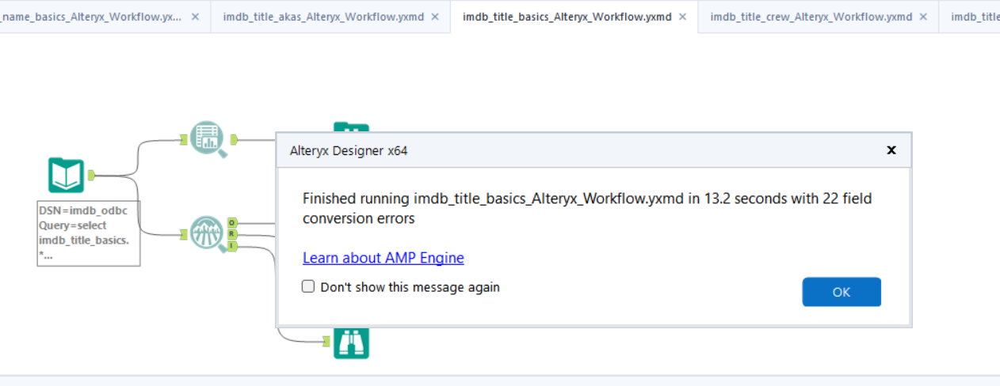 _name_basics_Alteryx_Workflow.yx... × imdb_title_akas_Alteryx_Workflow.yxmd × imdb_title_basics_Alteryx_Workflow.yxmd × imdb_title_crew_Alteryx_Workflow.yxmd × imdb_title
Alteryx Designer x64 x
Finished running imdb_title_basics_Alteryx_Workflow.yxmd in 13.2 seconds with 22 field
conversion errors
Learn about AMP Engine
Don't show this message again
OK
DSN=imdb_odbc
Query=select
imdb_title_basics.
*...
O
R
I